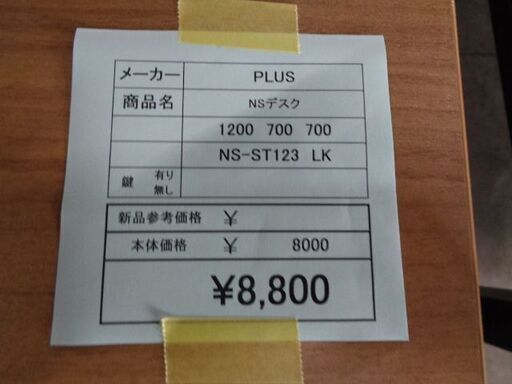 メーカー PLUS
商品名 NSデスク
1200 700 700
NS-ST123 LK
鍵 有り 無し
新品参考価格 ¥
本体価格 ¥ 8000
¥8,800